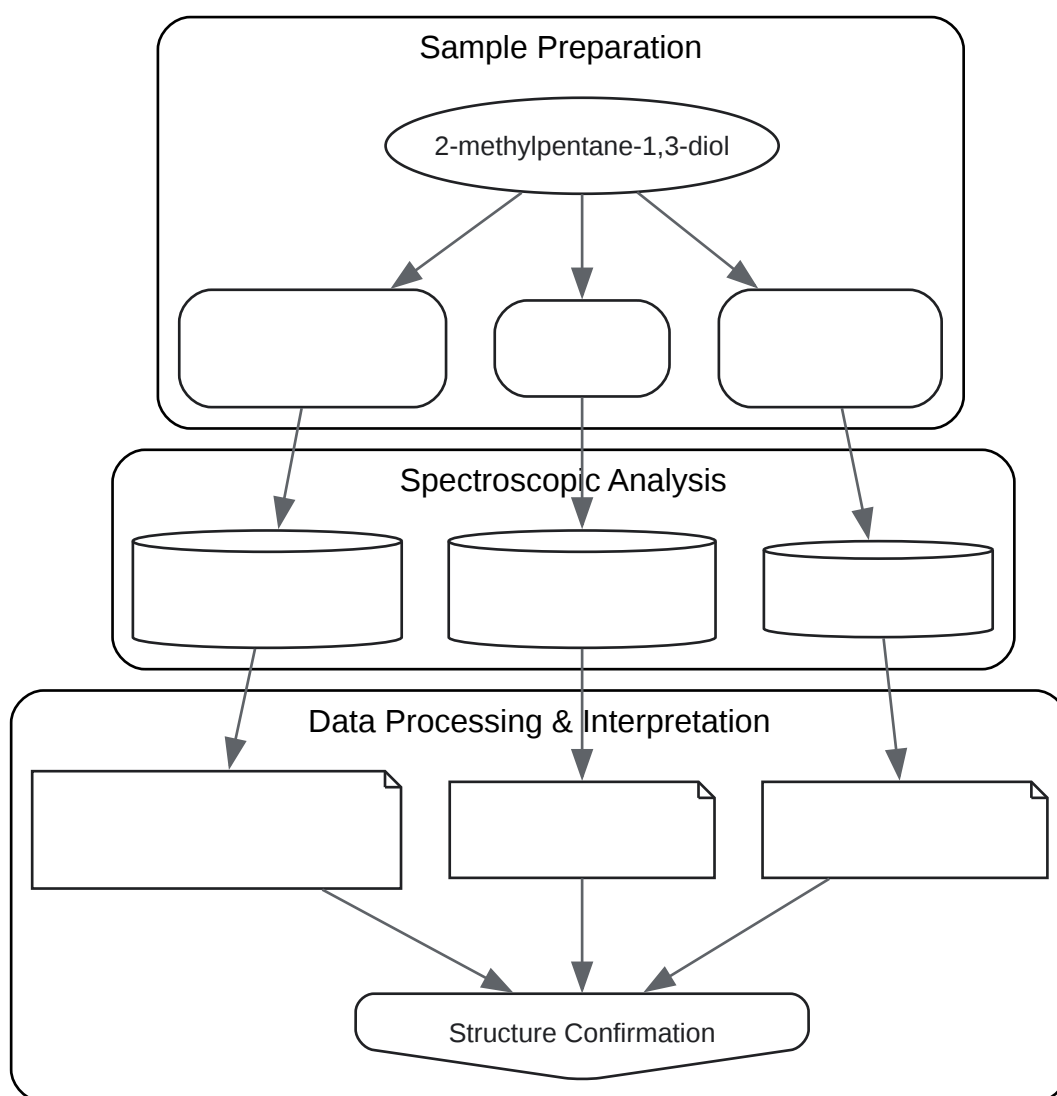 Sample Preparation
2-methylpentane-1,3-diol
Spectroscopic Analysis
Data Processing & Interpretation
Structure Confirmation